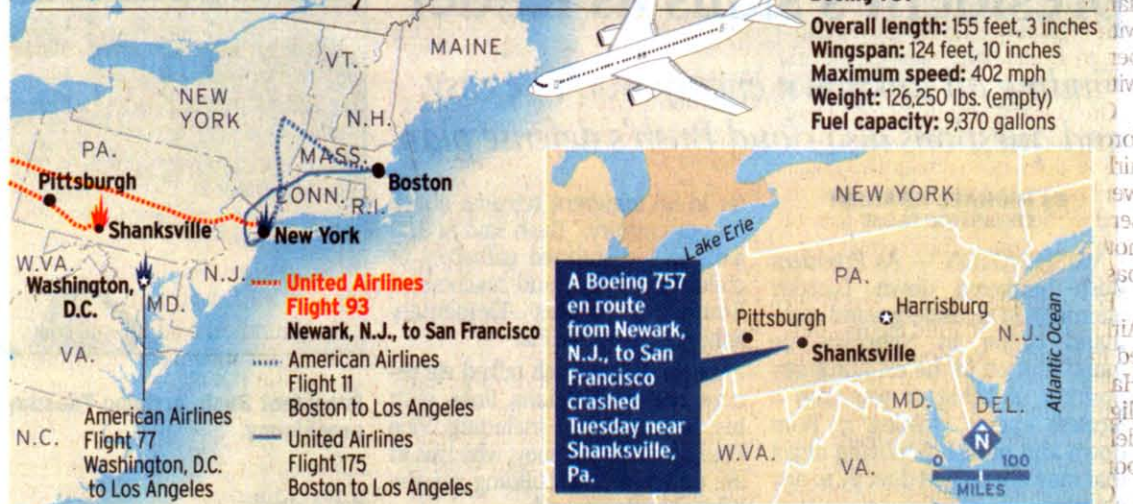 Overall length: 155 feet, 3 inches
Wingspan: 124 feet, 10 inches
Maximum speed: 402 mph
Weight: 126,250 lbs. (empty)
Fuel capacity: 9,370 gallons
MAINE
VT.
NEW
YORK
N.H.
MASS.
PA.
Pittsburgh
Boston
CONN.
R.I.
Shanksville
New York
W.VA.
Washington,
D.C.
MD.
N.J.
VA.
N.C.
United Airlines
Flight 93
Newark, N.J., to San Francisco
American Airlines
Flight 11
Boston to Los Angeles
United Airlines
Flight 175
Boston to Los Angeles
American Airlines
Flight 77
Washington, D.C.
to Los Angeles
NEW YORK
Lake Erie
PA.
Harrisburg
Pittsburgh
Shanksville
N.J.
Atlantic Ocean
MD.
DEL.
W.VA.
VA.
A Boeing 757
en route
from Newark,
N.J., to San
Francisco
crashed
Tuesday near
Shanksville,
Pa.
N
0 100
MILES